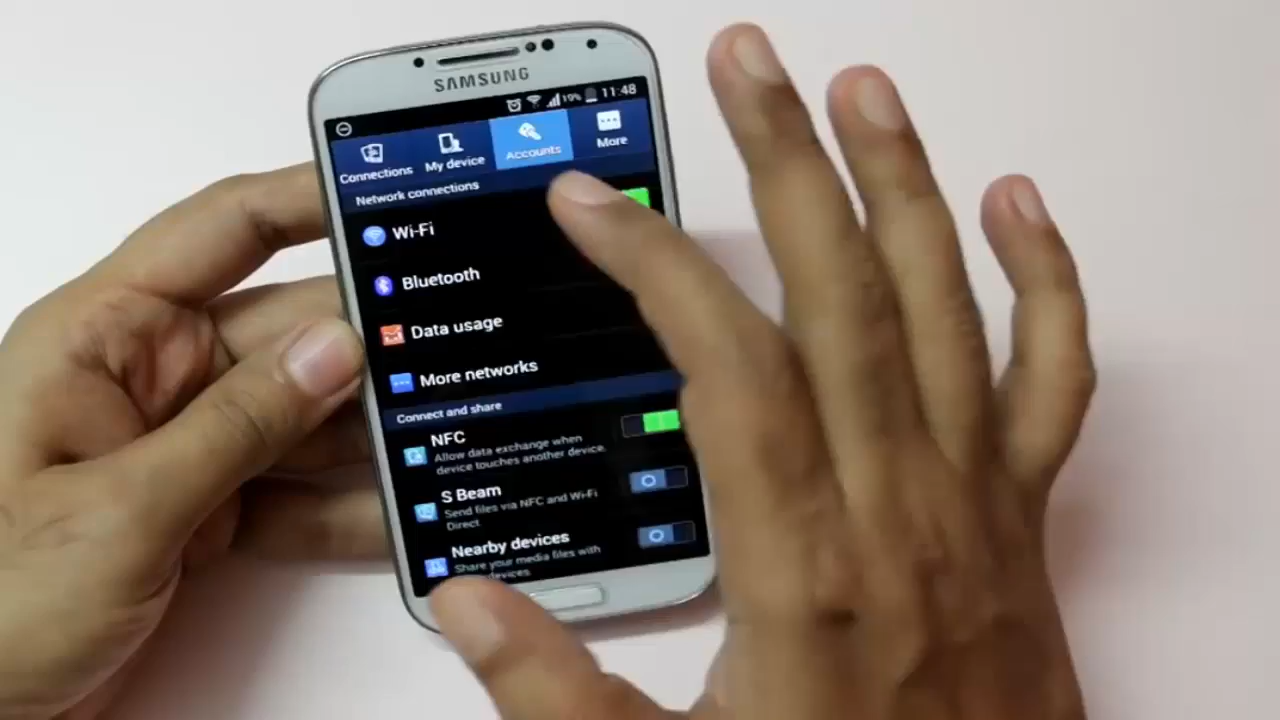 SAMSUNG
19% 11:48
Connections My device Accounts More
Network connections
Wi-Fi
Bluetooth
Data usage
More networks
Connect and share
NFC
Allow data exchange when
device touches another device.
S Beam
Send files via NFC and Wi-Fi
Direct
Nearby devices
Share your media files with
devices